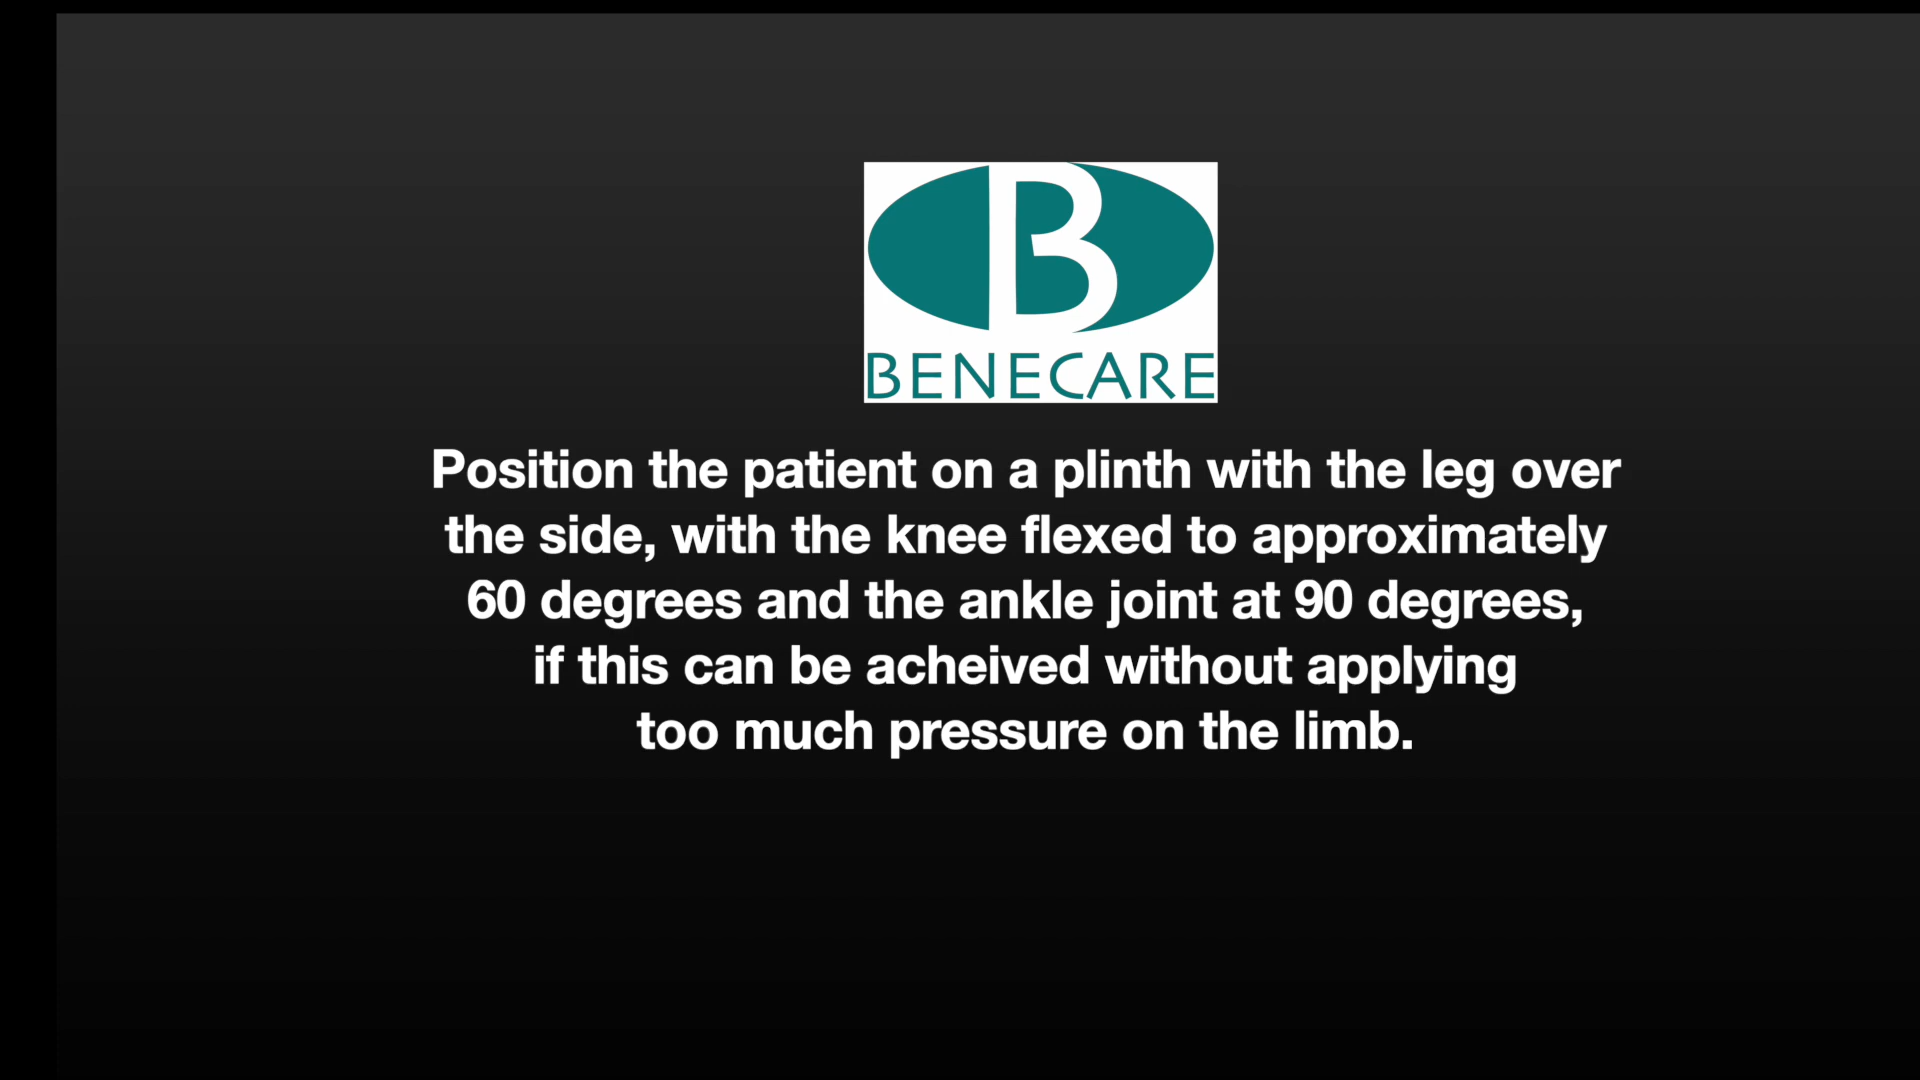 B
BENECARE
Position the patient on a plinth with the leg over
the side, with the knee flexed to approximately
60 degrees and the ankle joint at 90 degrees,
if this can be acheived without applying
too much pressure on the limb.